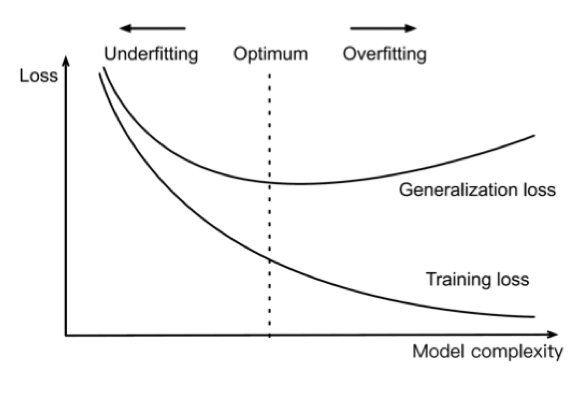 Underfitting Optimum Overfitting
Loss
Generalization loss
Training loss
Model complexity